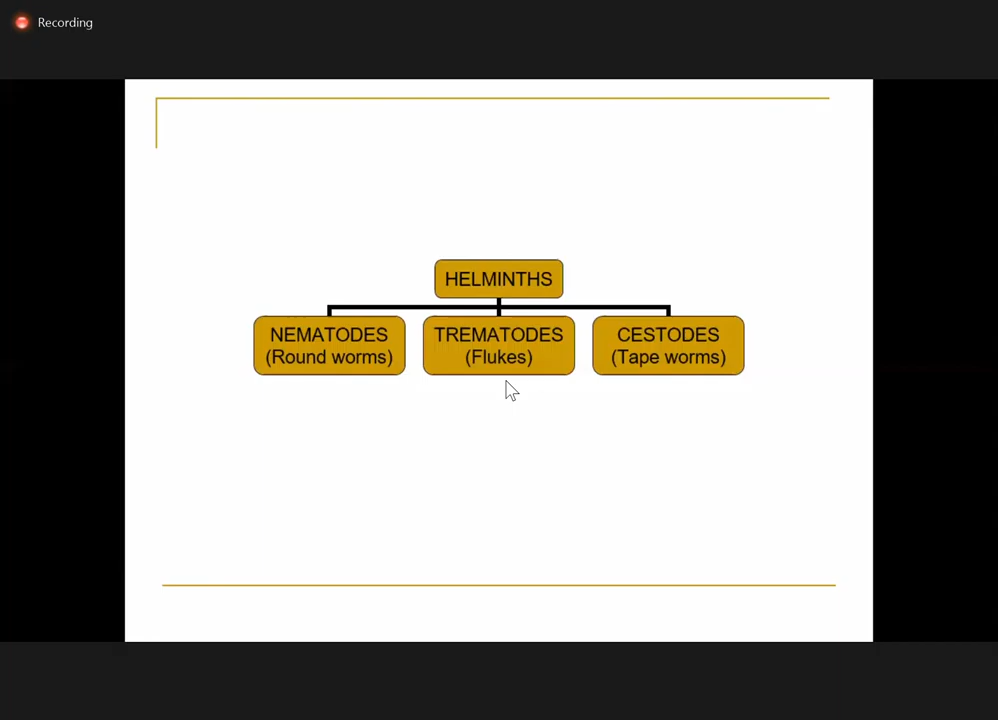 Recording
HELMINTHS
NEMATODES
(Round worms)
TREMATODES
(Flukes)
CESTODES
(Tape worms)